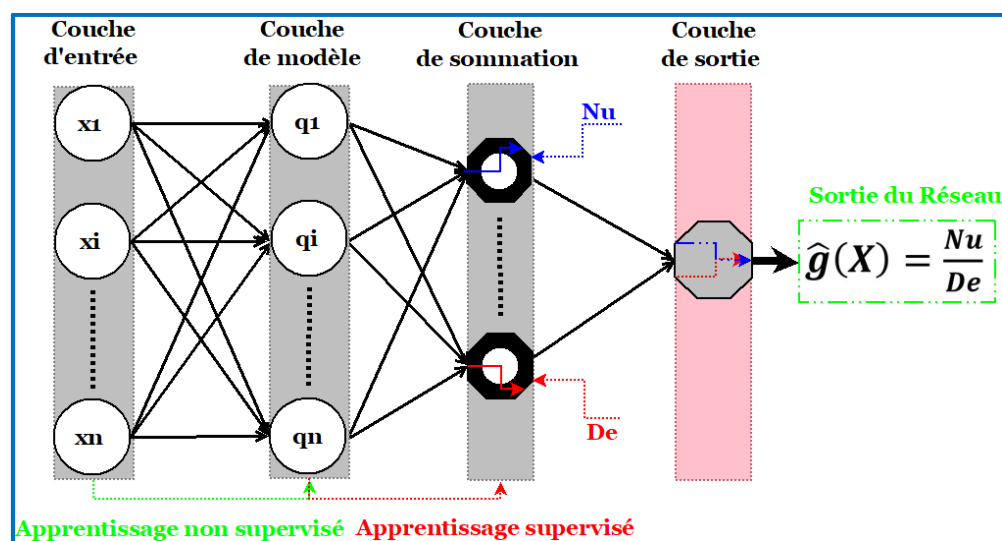 Couche
d'entrée
Couche
de modèle
Couche
de sommation
Couche
de sortie
x1
q1
Nu
Sortie du Réseau
xi
qi
ĝ(X) = Nu/De
De
xn
qn
Apprentissage non supervisé
Apprentissage supervisé